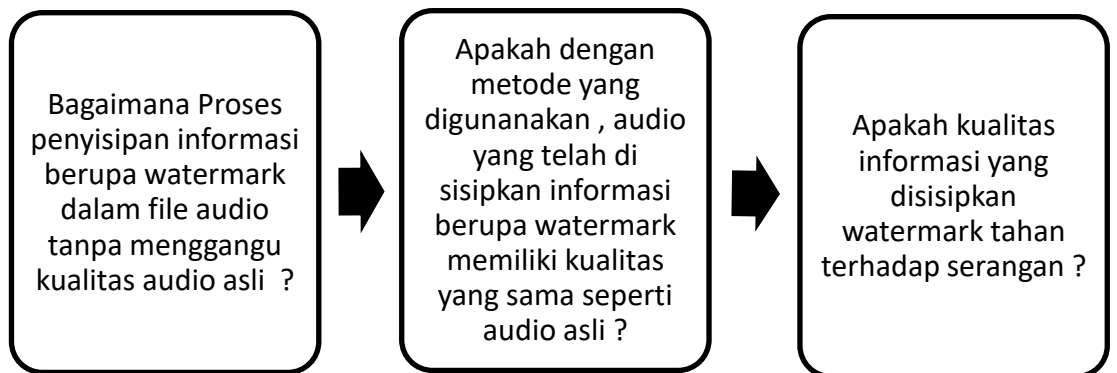 Bagaimana Proses
penyisipan informasi
berupa watermark
dalam file audio
tanpa menggangu
kualitas audio asli ?
Apakah dengan
metode yang
digunanakan , audio
yang telah di
sisipkan informasi
berupa watermark
memiliki kualitas
yang sama seperti
audio asli ?
Apakah kualitas
informasi yang
disisipkan
watermark tahan
terhadap serangan ?